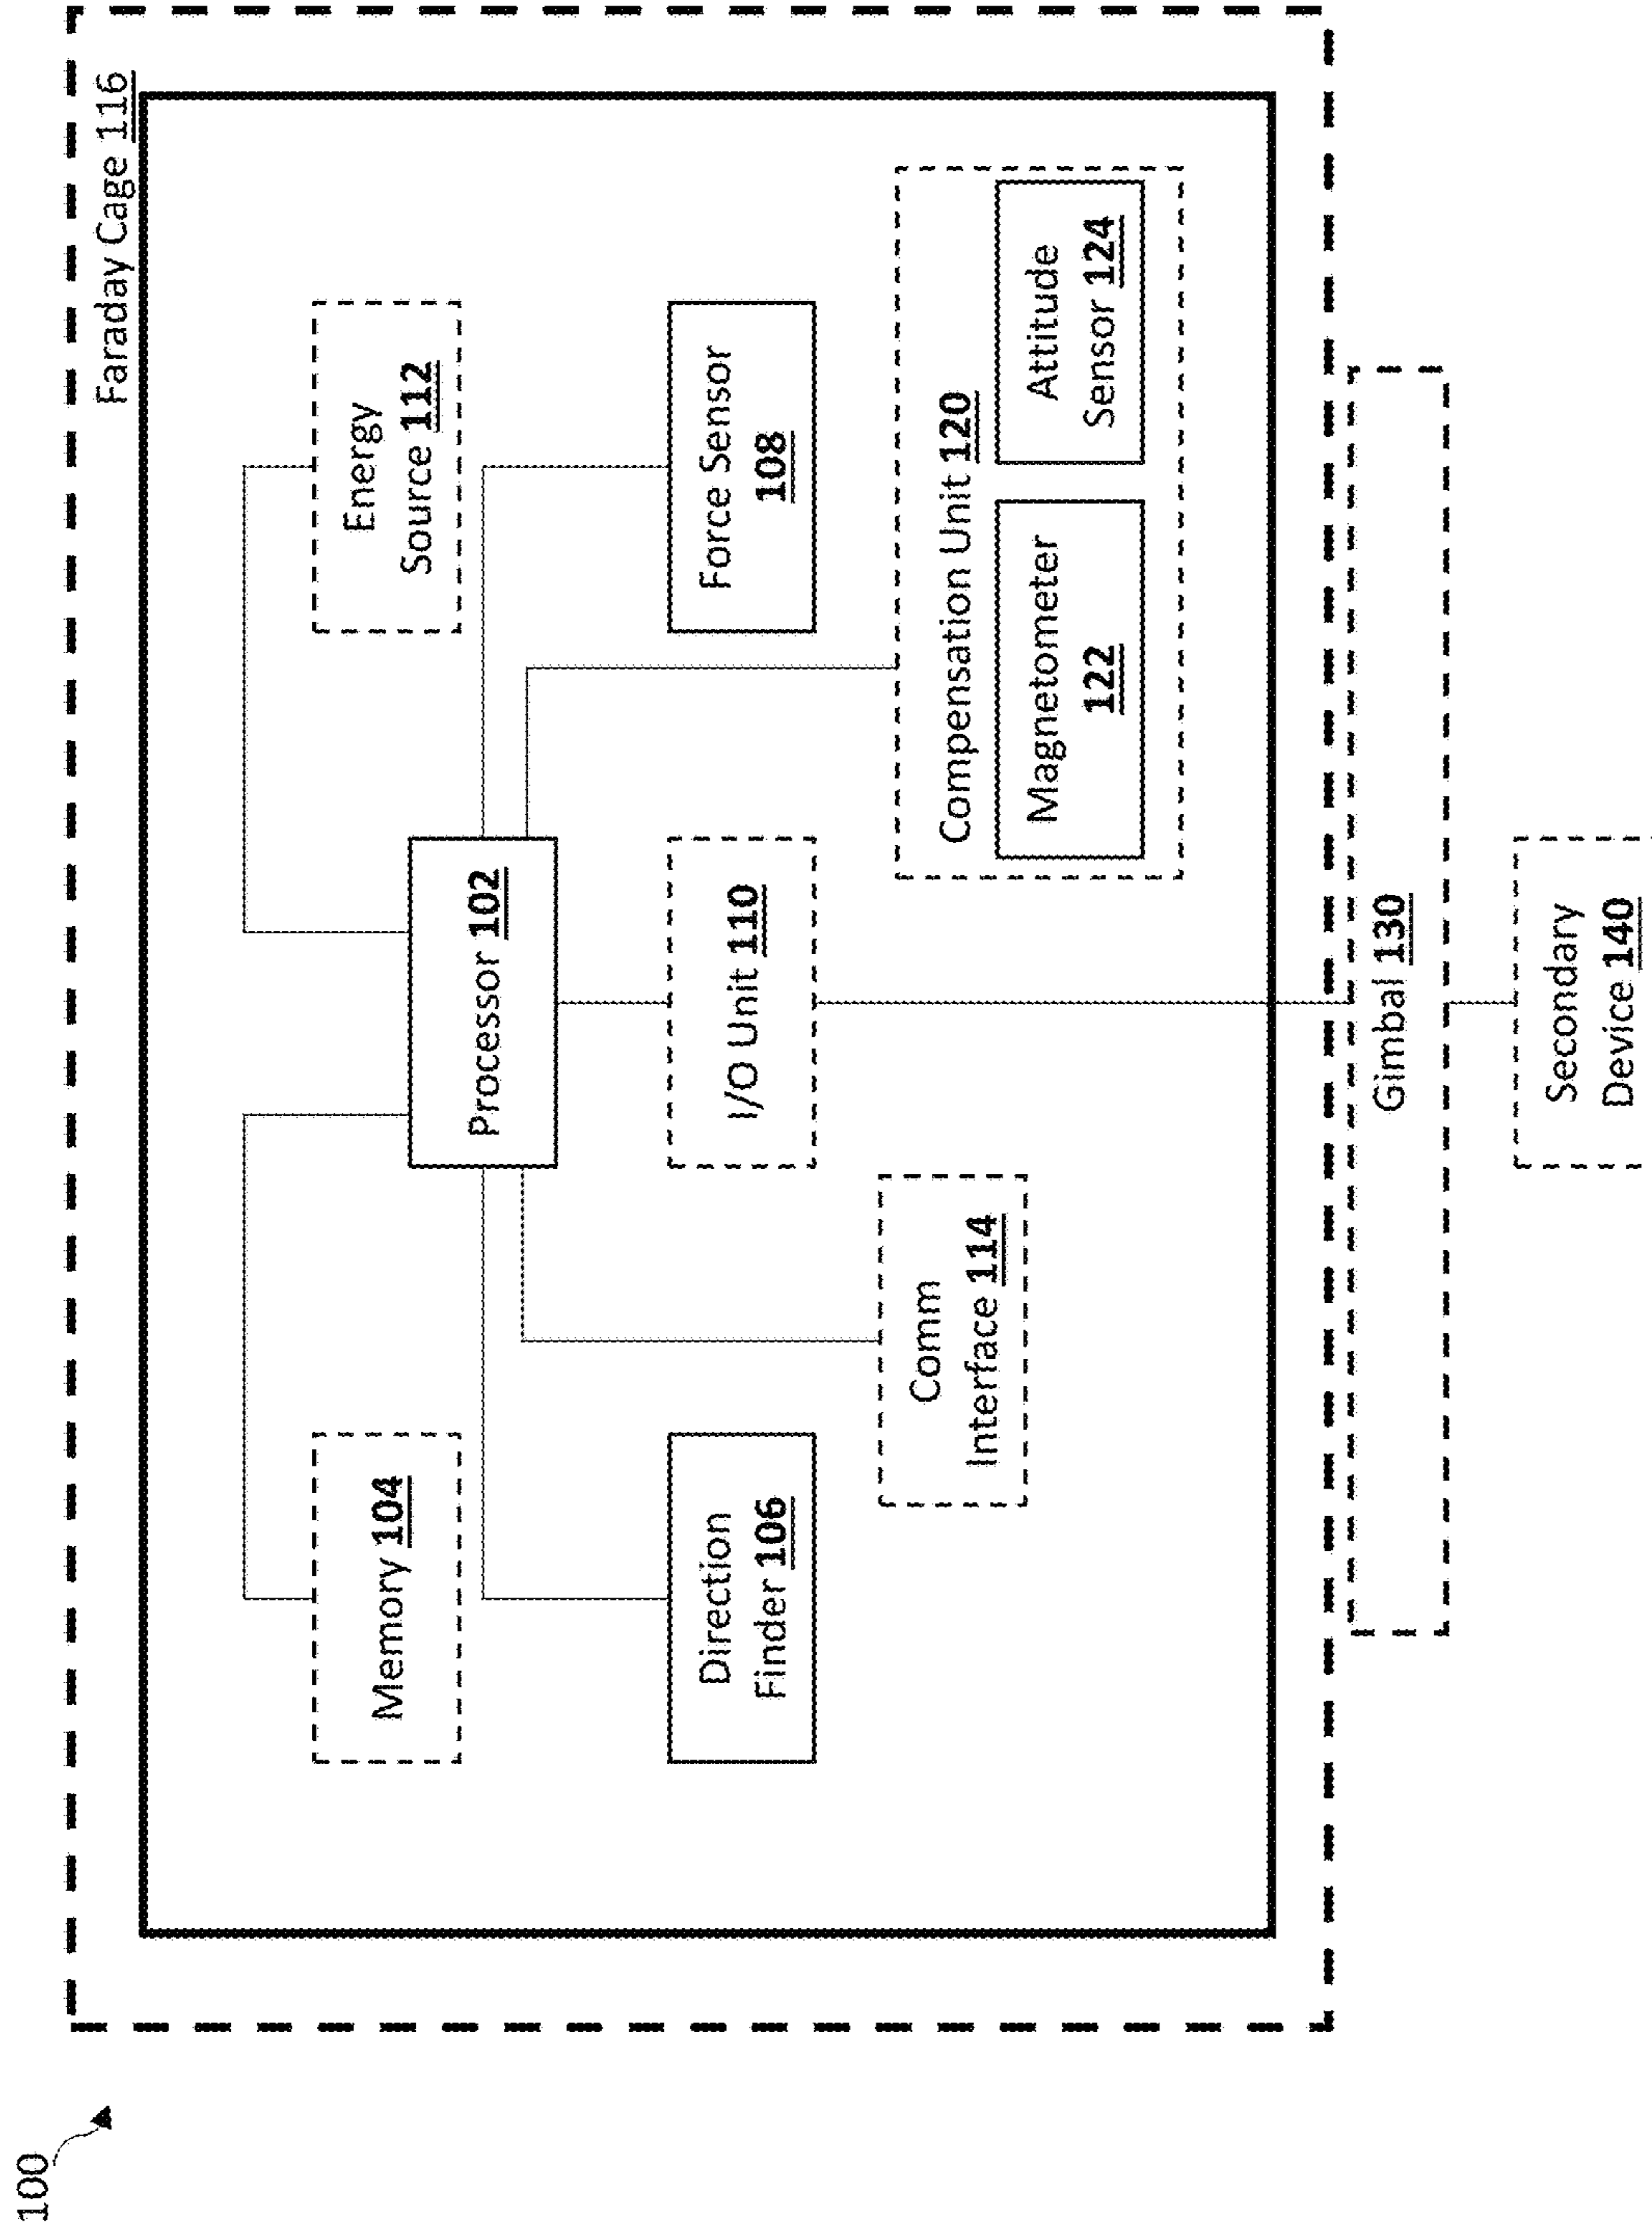 100
Faraday Cage 116
Memory 104
Energy
Source 112
Processor 102
Direction
Finder 106
I/O Unit 110
Force Sensor
108
Comm
Interface 114
Compensation Unit 120
Magnetometer
122
Attitude
Sensor 124
Gimbal 130
Secondary
Device 140